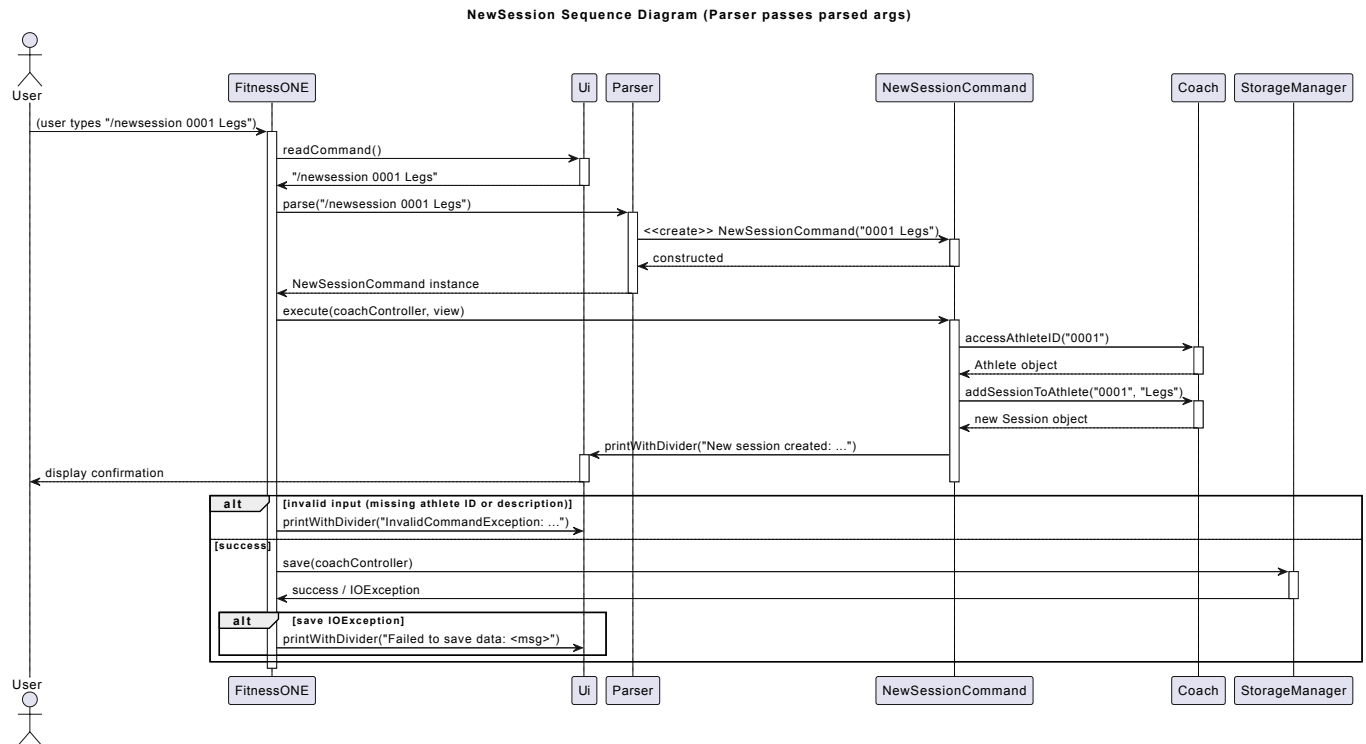 NewSession Sequence Diagram (Parser passes parsed args)
User
FitnessONE
Ui
Parser
NewSessionCommand
Coach
StorageManager
(user types "/newsession 0001 Legs")
readCommand()
"/newsession 0001 Legs"
parse("/newsession 0001 Legs")
<<create>> NewSessionCommand("0001 Legs")
constructed
NewSessionCommand instance
execute(coachController, view)
accessAthleteID("0001")
Athlete object
addSessionToAthlete("0001", "Legs")
new Session object
printWithDivider("New session created: ...")
display confirmation
alt
[invalid input (missing athlete ID or description)]
printWithDivider("InvalidCommandException: ...")
[success]
save(coachController)
success / IOException
alt
[save IOException]
printWithDivider("Failed to save data: <msg>")
User
FitnessONE
Ui
Parser
NewSessionCommand
Coach
StorageManager